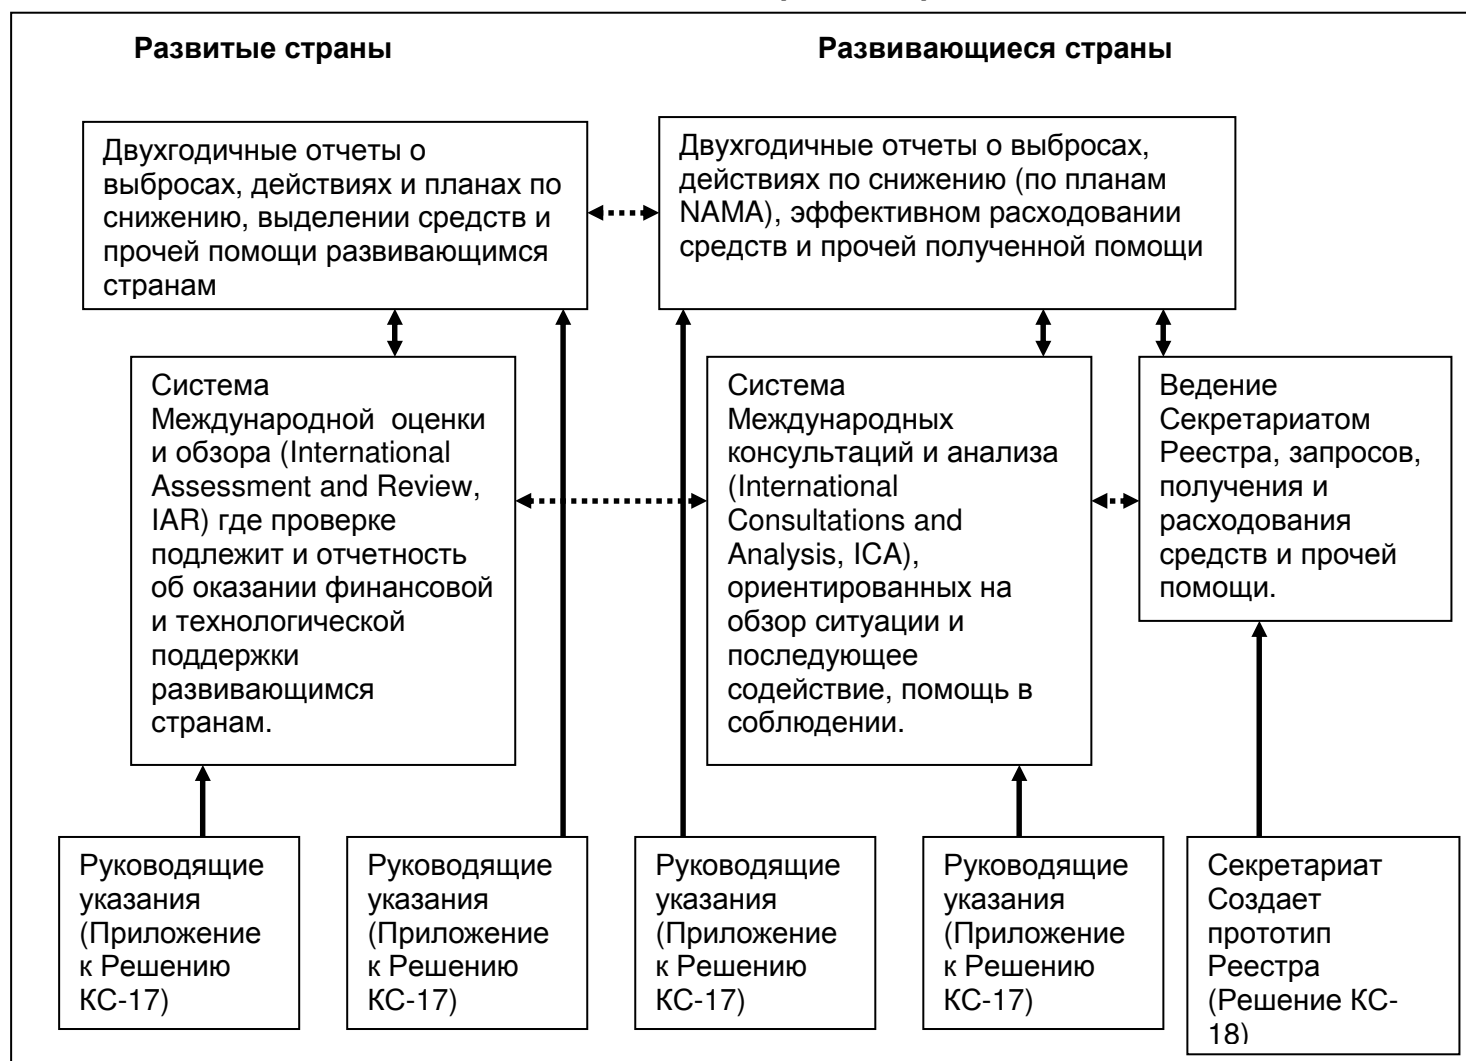 Развитые страны
Развивающиеся страны
Двухгодичные отчеты о
выбросах, действиях и планах по
снижению, выделении средств и
прочей помощи развивающимся
странам
Двухгодичные отчеты о выбросах,
действиях по снижению (по планам
NAMA), эффективном расходовании
средств и прочей полученной помощи
Система
Международной оценки
и обзора (International
Assessment and Review,
IAR) где проверке
подлежит и отчетность
об оказании финансовой
и технологической
поддержки
развивающимся
странам.
Система
Международных
консультаций и анализа
(International
Consultations and
Analysis, ICA),
ориентированных на
обзор ситуации и
последующее
содействие, помощь в
соблюдении.
Ведение
Секретариатом
Реестра, запросов,
получения и
расходования
средств и прочей
помощи.
Руководящие
указания
(Приложение
к Решению
КС-17)
Руководящие
указания
(Приложение
к Решению
КС-17)
Руководящие
указания
(Приложение
к Решению
КС-17)
Руководящие
указания
(Приложение
к Решению
КС-17)
Секретариат
Создает
прототип
Реестра
(Решение КС-
18)